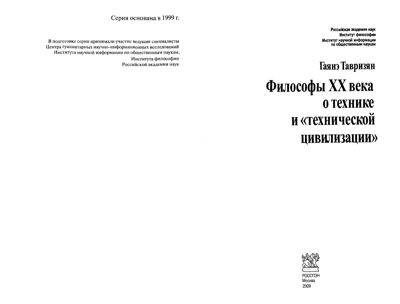 Серия основана в 1999 г.
В подготовке серии принимали участие ведущие специалисты
Центра гуманитарных научно-информационных исследований
Института научной информации по общественным наукам,
Института философии
Российской академии наук
Российская академия наук
Институт философии
Институт научной информации
по общественным наукам
Гаянэ Тавризян
Философы XX века
о технике
и «технической
цивилизации»
РОССПЭН
Москва
2009